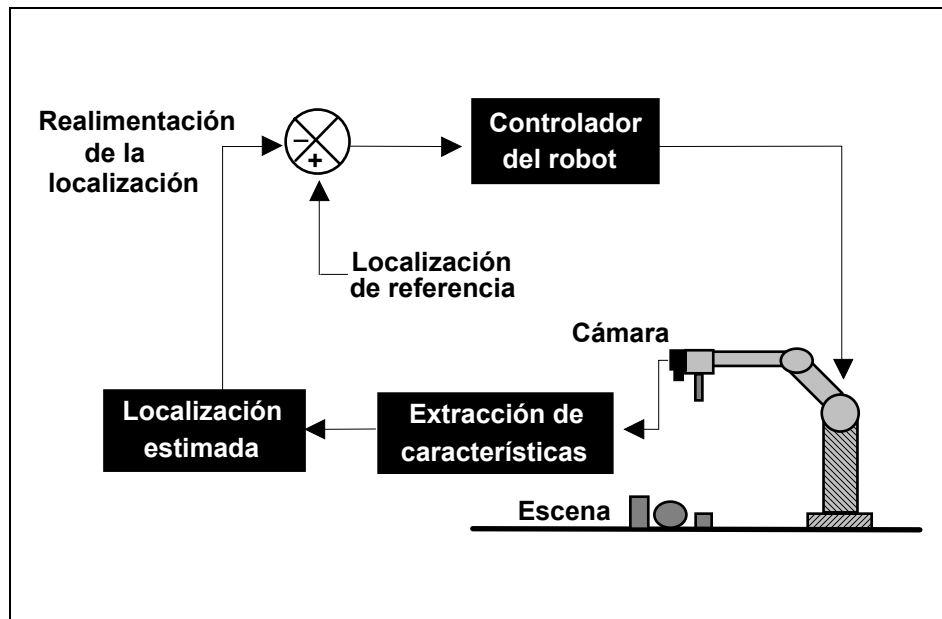 Realimentación
de la
localización
−
+
Controlador
del robot
Localización
de referencia
Cámara
Localización
estimada
Extracción de
características
Escena